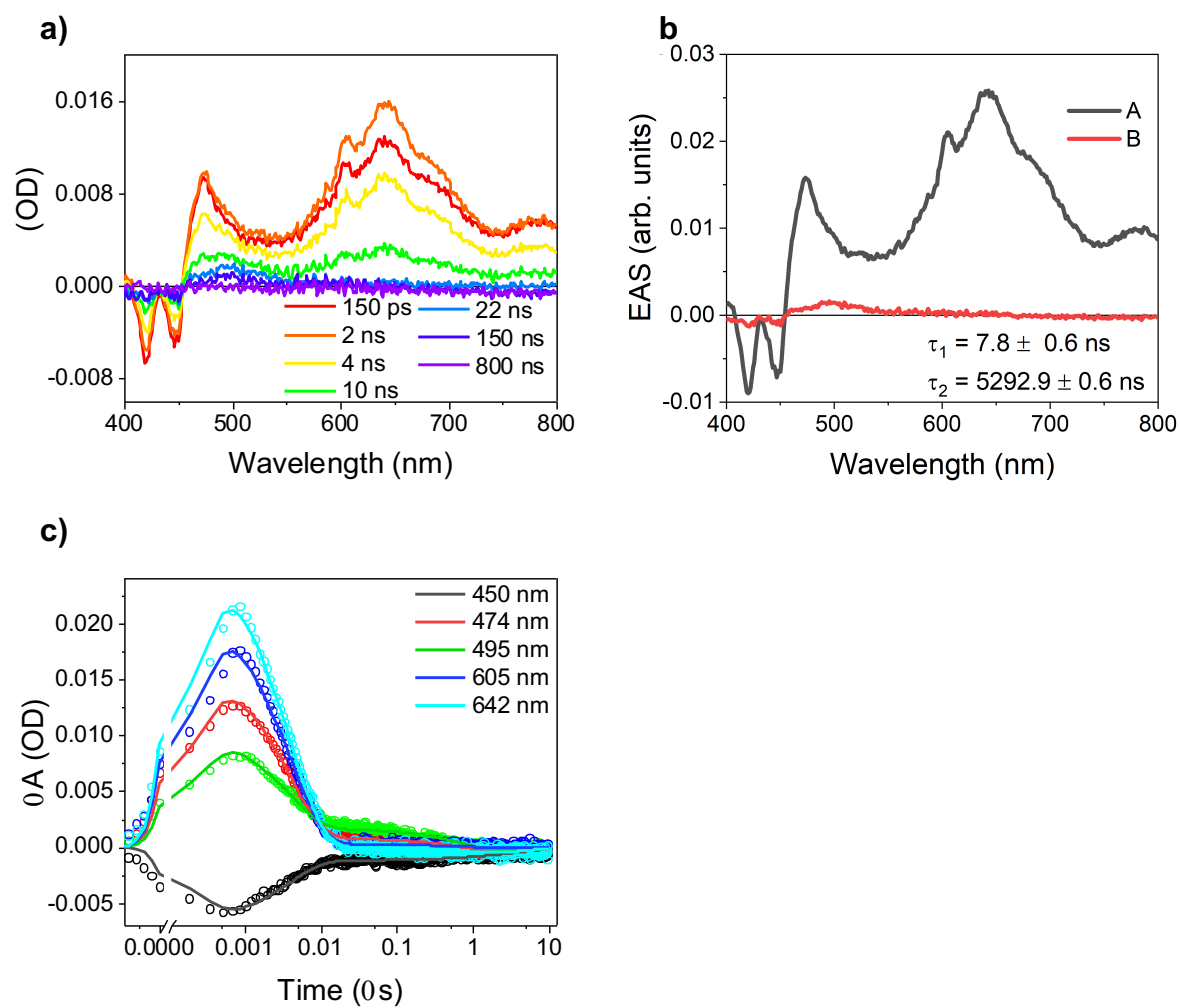 a)
(OD)
0.016
0.008
0.000
-0.008
150 ps
2 ns
4 ns
10 ns
22 ns
150 ns
800 ns
400 500 600 700 800
Wavelength (nm)
b
EAS (arb. units)
0.03
0.02
0.01
0.00
-0.01
A
B
τ1 = 7.8 ± 0.6 ns
τ2 = 5292.9 ± 0.6 ns
400 500 600 700 800
Wavelength (nm)
c)
0A (OD)
0.020
0.015
0.010
0.005
0.000
-0.005
450 nm
474 nm
495 nm
605 nm
642 nm
0.0000 0.001 0.01 0.1 1 10
Time (0s)